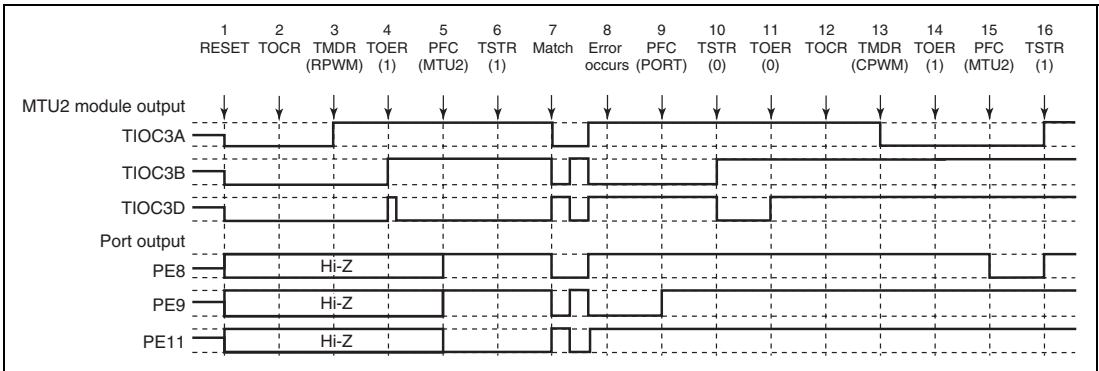 1 2 3 4 5 6 7 8 9 10 11 12 13 14 15 16
RESET TOCR TMDR TOER PFC TSTR Match Error PFC TSTR TOER TOCR TMDR TOER PFC TSTR
(RPWM) (1) (MTU2) (1) occurs (PORT) (0) (0) (CPWM) (1) (MTU2) (1)
MTU2 module output
TIOC3A
TIOC3B
TIOC3D
Port output
PE8 Hi-Z
PE9 Hi-Z
PE11 Hi-Z